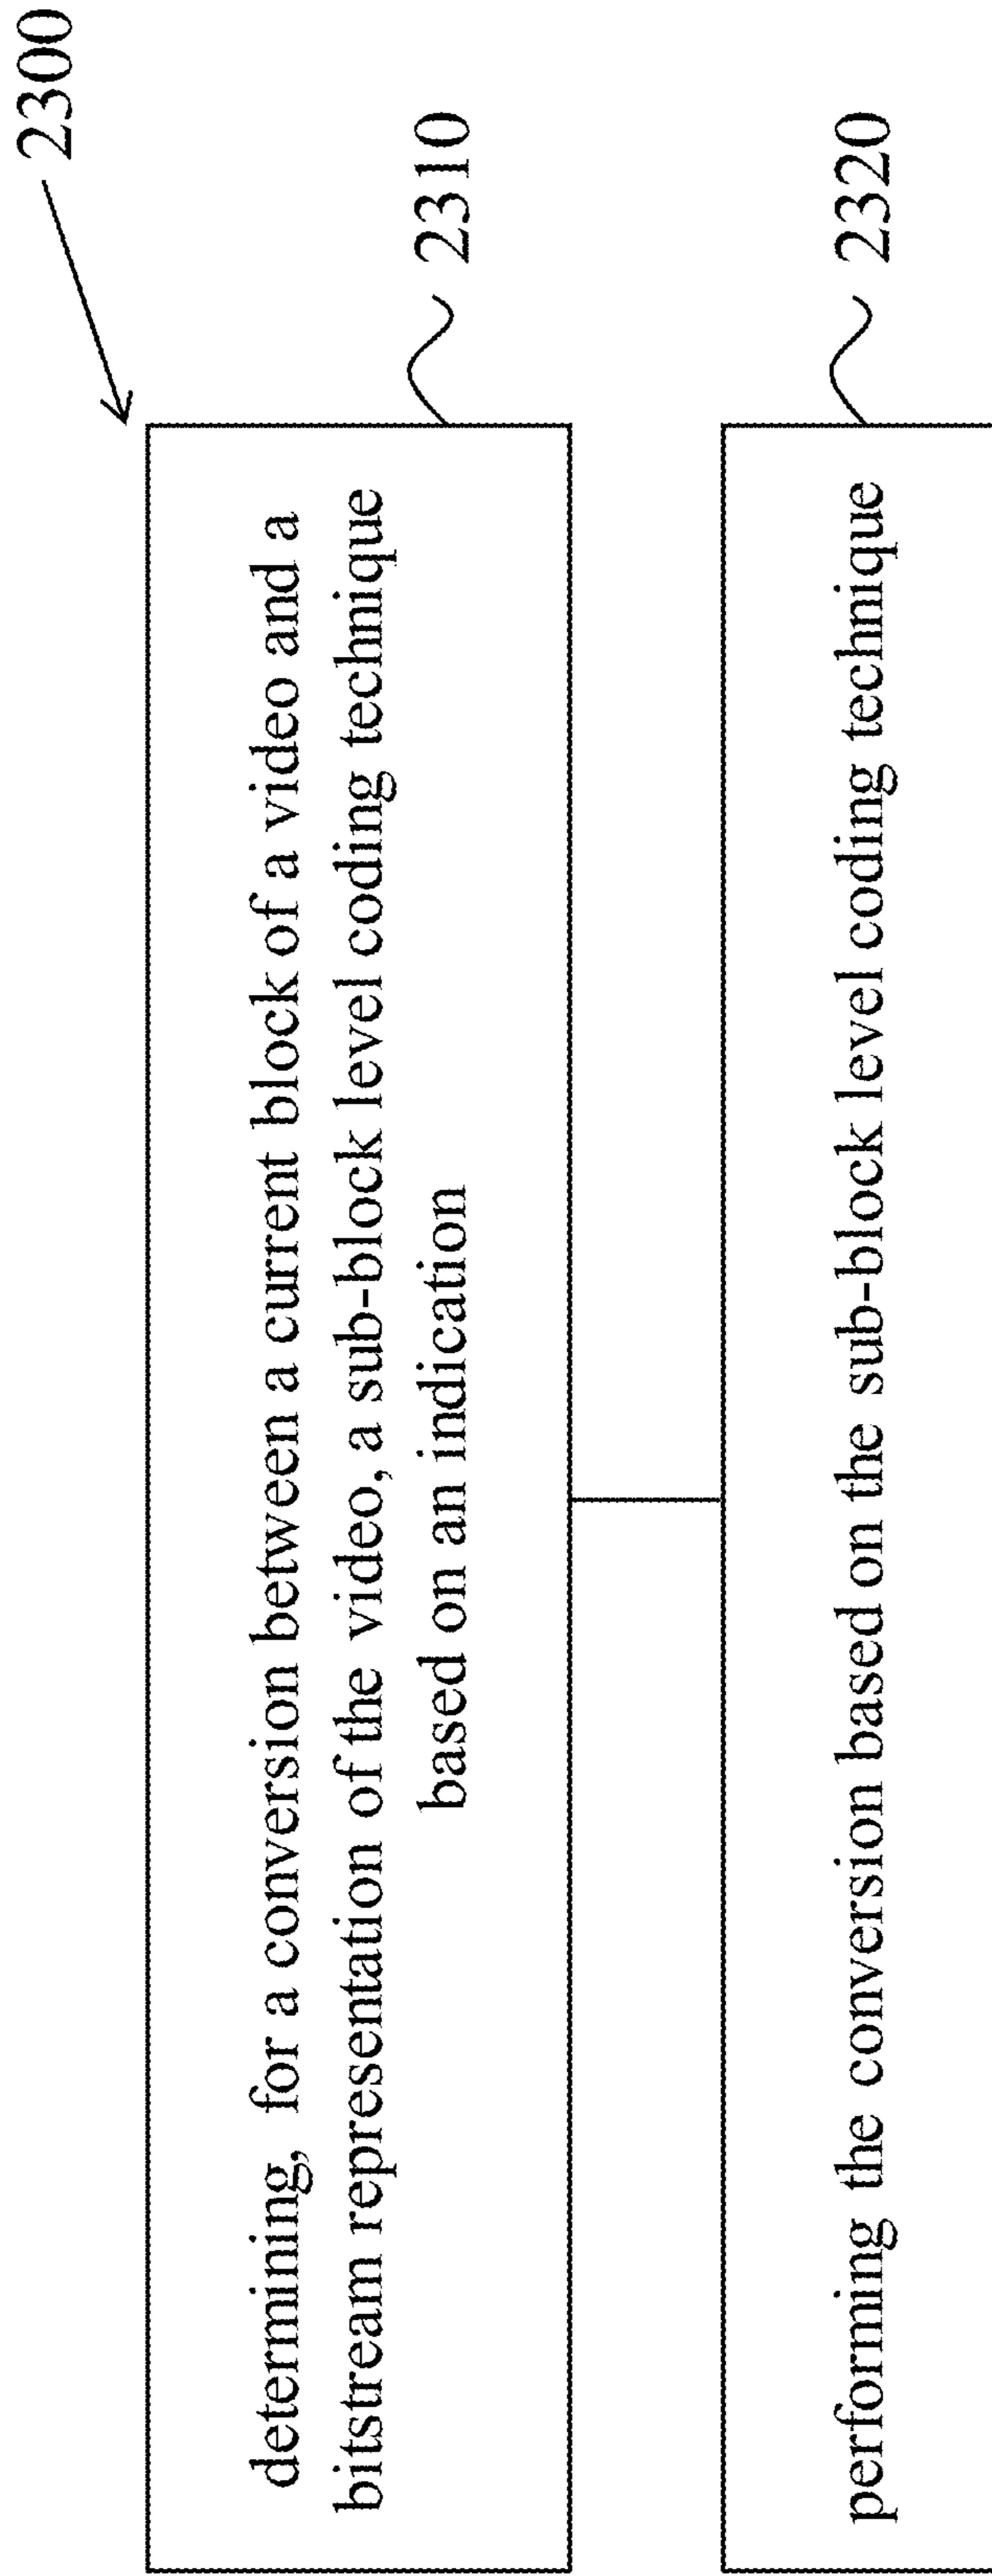 2300
determining, for a conversion between a current block of a video and a
bitstream representation of the video, a sub-block level coding technique
based on an indication
2310
performing the conversion based on the sub-block level coding technique
2320